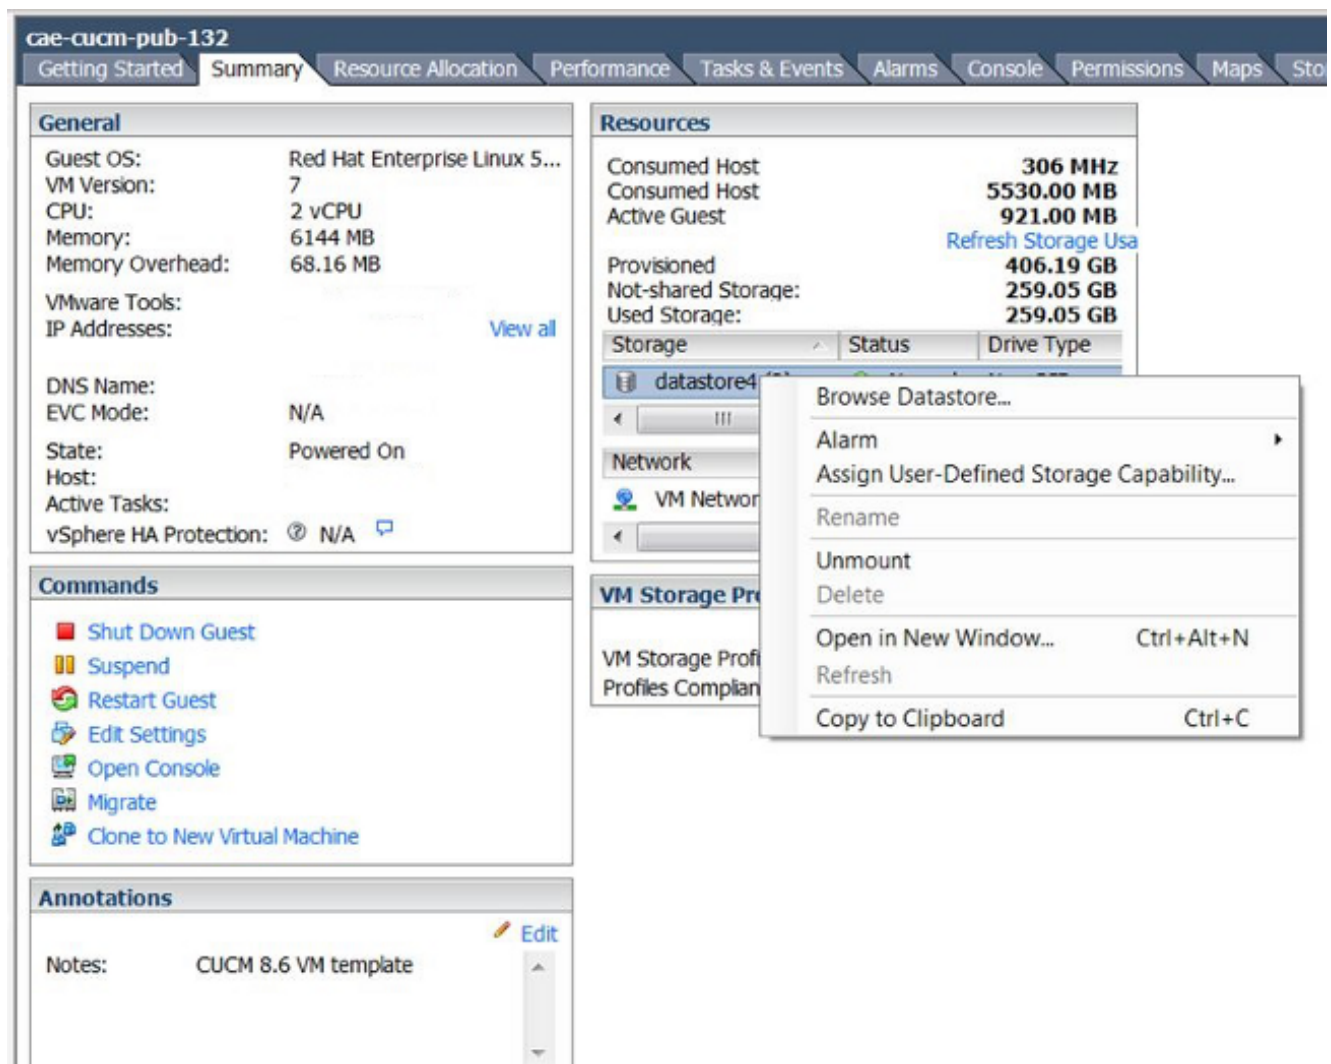 cae-cucm-pub-132
Getting Started Summary Resource Allocation Performance Tasks & Events Alarms Console Permissions Maps Sto
General
Guest OS: Red Hat Enterprise Linux 5...
VM Version: 7
CPU: 2 vCPU
Memory: 6144 MB
Memory Overhead: 68.16 MB
VMware Tools:
IP Addresses: View all
DNS Name:
EVC Mode: N/A
State: Powered On
Host:
Active Tasks:
vSphere HA Protection: N/A
Commands
Shut Down Guest
Suspend
Restart Guest
Edit Settings
Open Console
Migrate
Clone to New Virtual Machine
Annotations
Edit
Notes: CUCM 8.6 VM template
Resources
Consumed Host 306 MHz
Consumed Host 5530.00 MB
Active Guest 921.00 MB
Refresh Storage Usa
Provisioned 406.19 GB
Not-shared Storage: 259.05 GB
Used Storage: 259.05 GB
Storage Status Drive Type
datastore4
Network
VM Networ
VM Storage Pr
VM Storage Profi
Profiles Complian
Browse Datastore...
Alarm
Assign User-Defined Storage Capability...
Rename
Unmount
Delete
Open in New Window... Ctrl+Alt+N
Refresh
Copy to Clipboard Ctrl+C